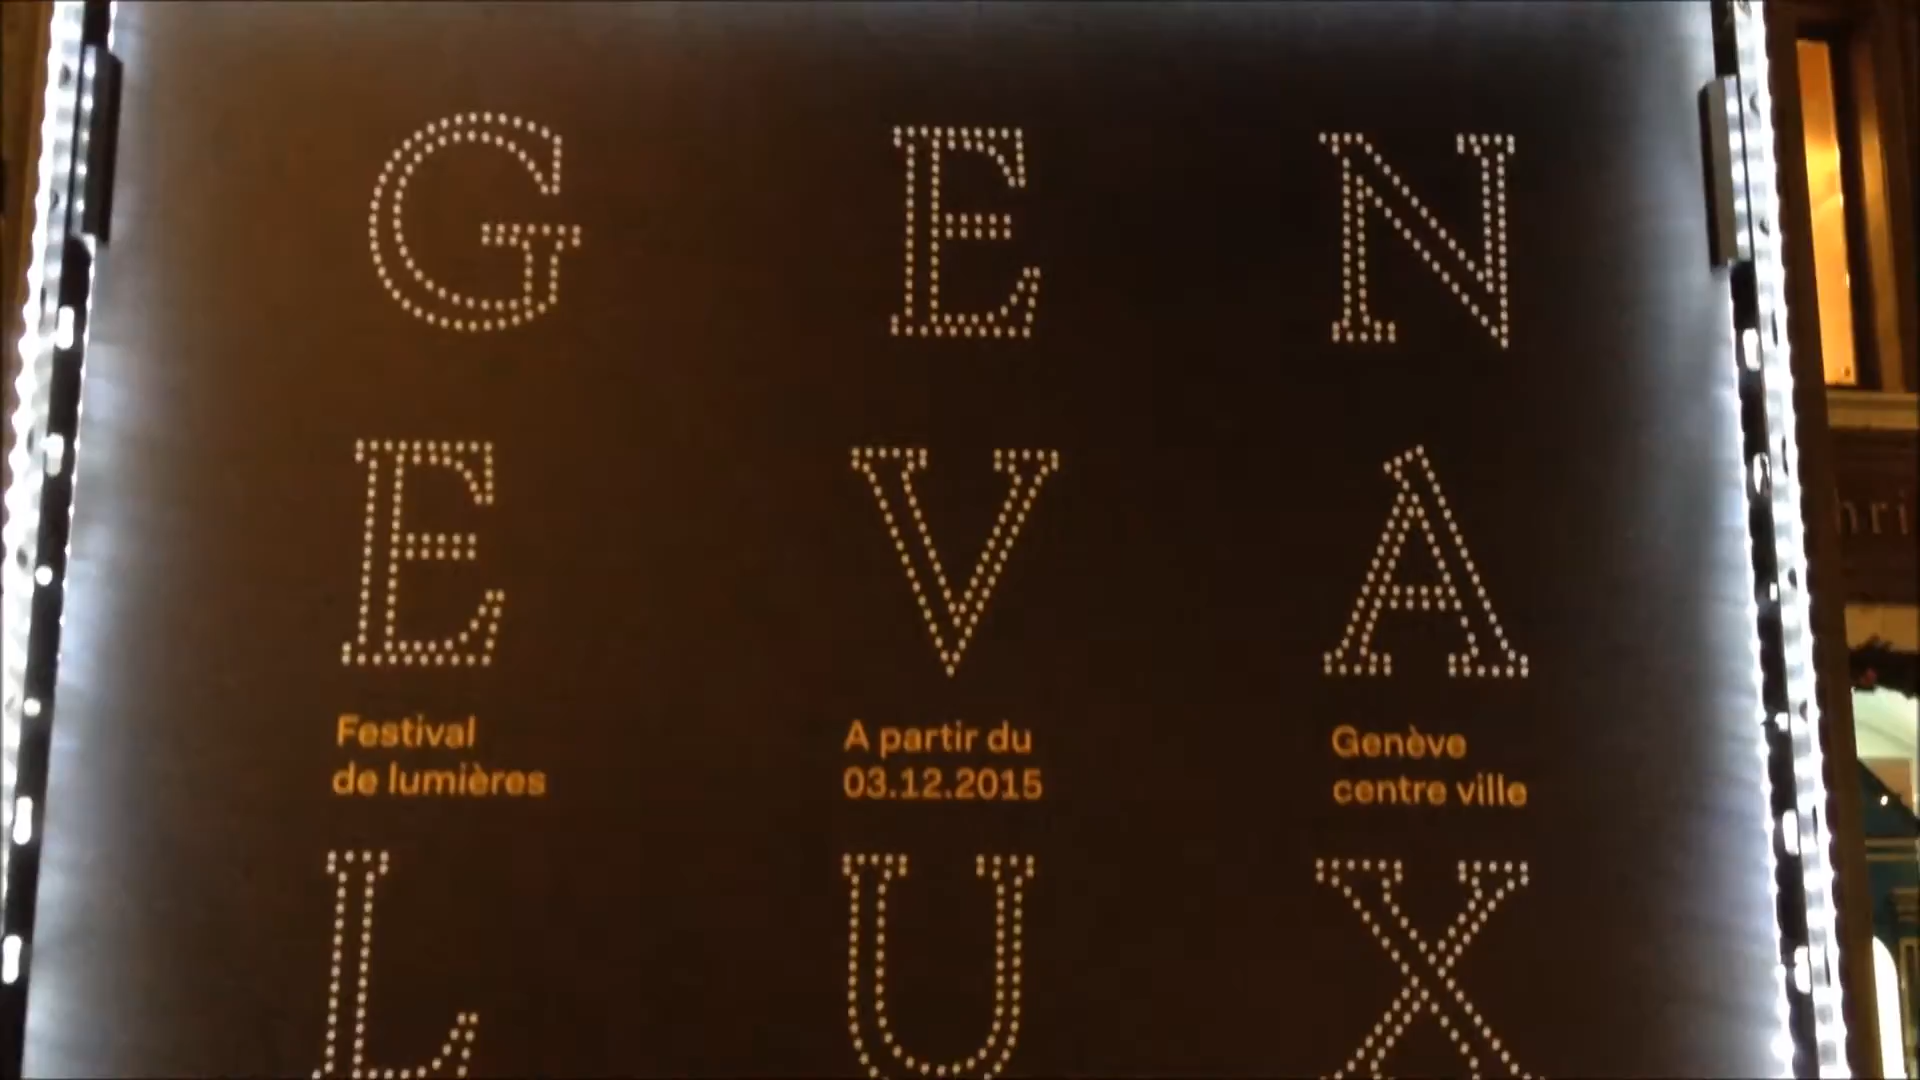 G E N
E V A
Festival
de lumières
A partir du
03.12.2015
Genève
centre ville
L U X